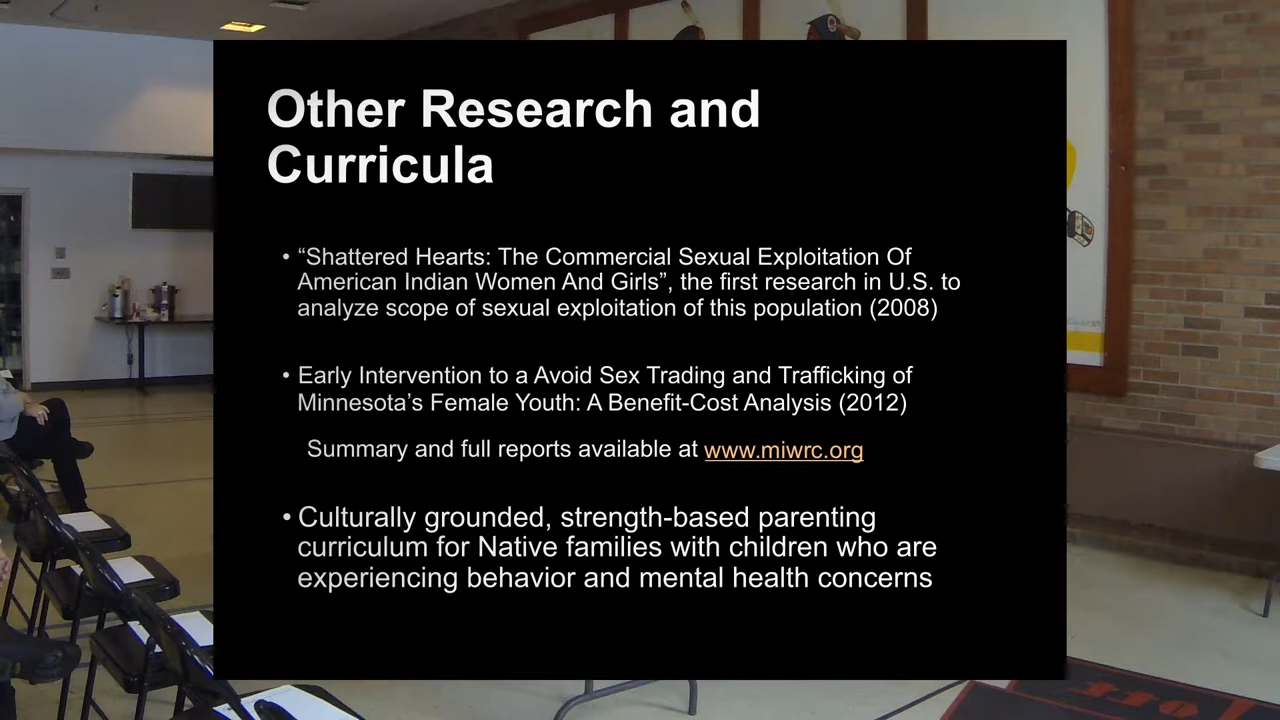 Other Research and
Curricula
• “Shattered Hearts: The Commercial Sexual Exploitation Of
American Indian Women And Girls”, the first research in U.S. to
analyze scope of sexual exploitation of this population (2008)
• Early Intervention to a Avoid Sex Trading and Trafficking of
Minnesota’s Female Youth: A Benefit-Cost Analysis (2012)
Summary and full reports available at www.miwrc.org
• Culturally grounded, strength-based parenting
curriculum for Native families with children who are
experiencing behavior and mental health concerns